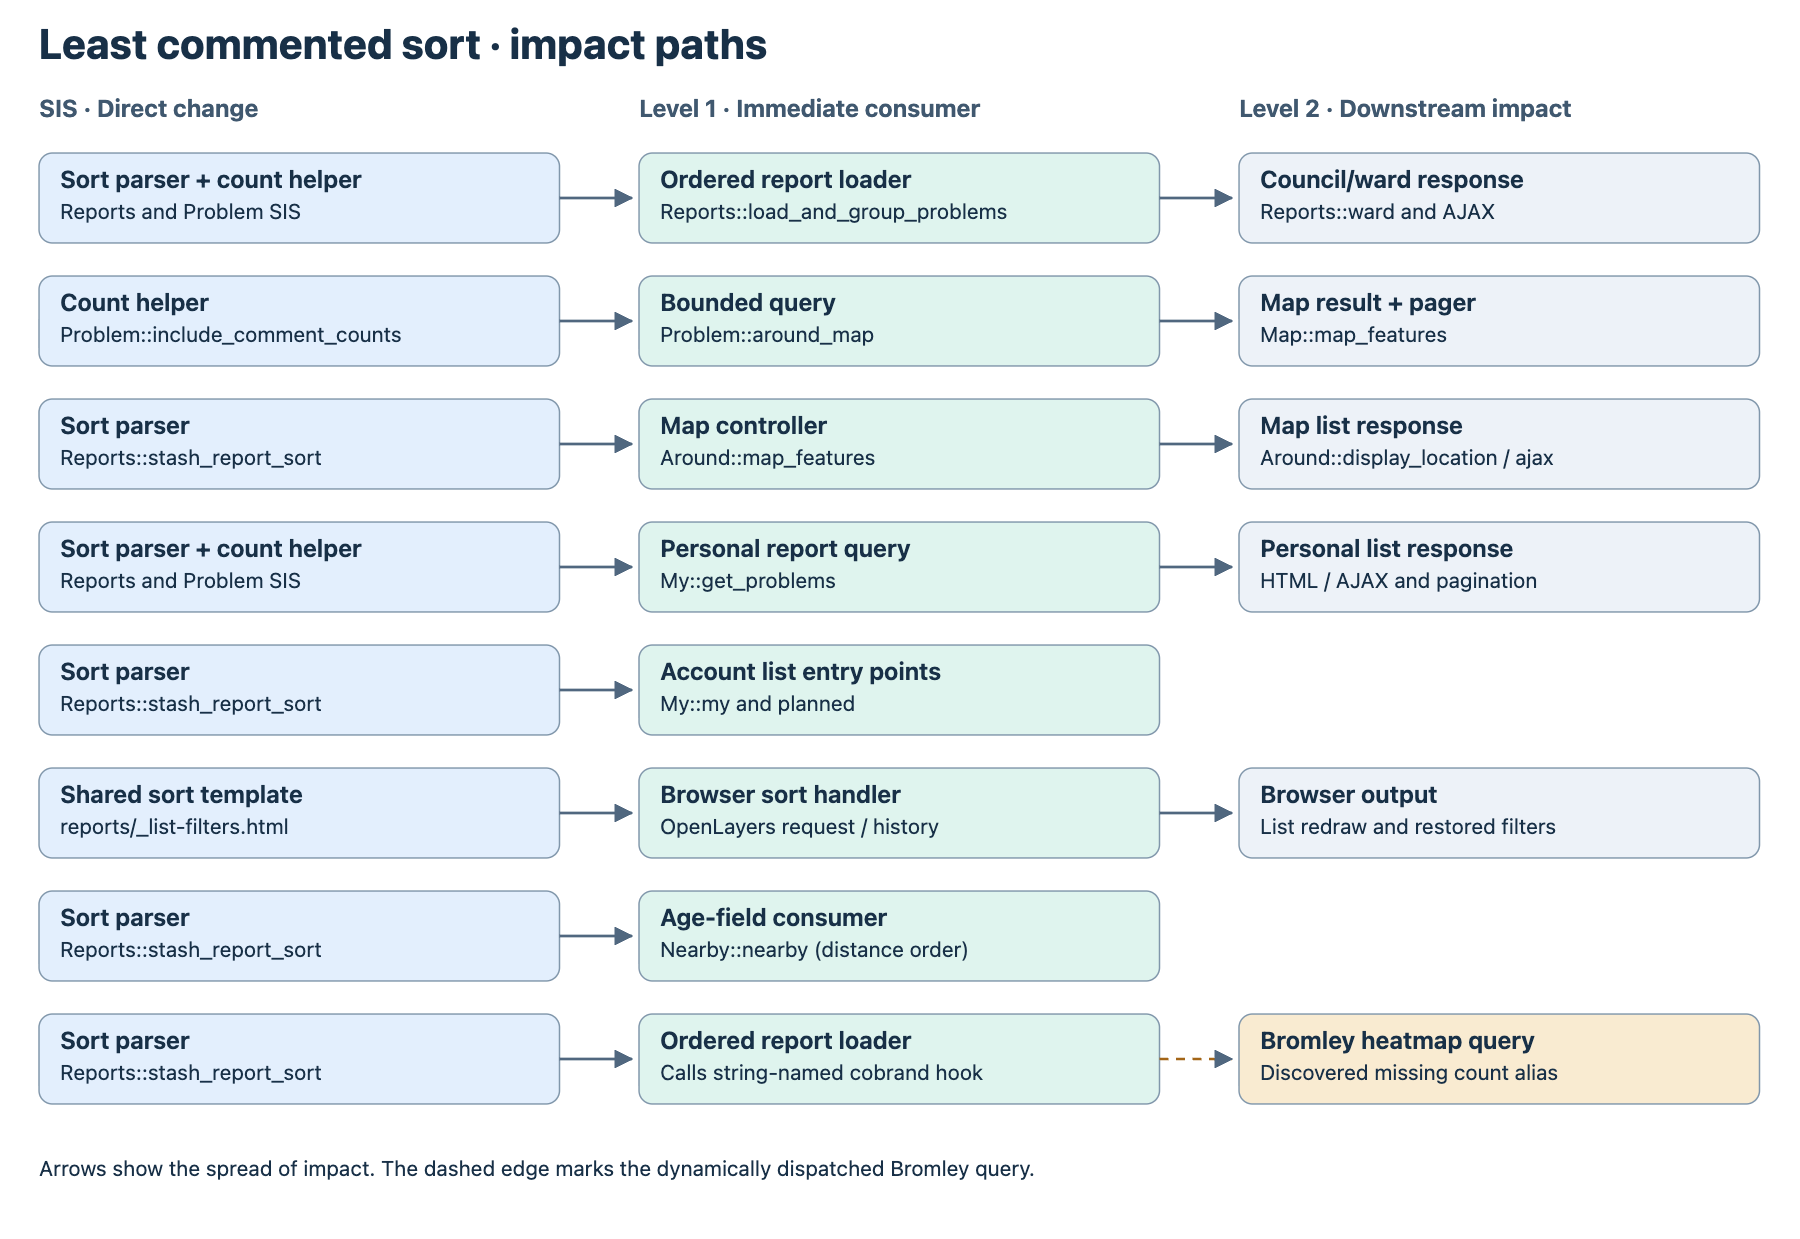 Least commented sort · impact paths
SIS · Direct change
Level 1 · Immediate consumer
Level 2 · Downstream impact
Sort parser + count helper
Reports and Problem SIS
Ordered report loader
Reports::load_and_group_problems
Council/ward response
Reports::ward and AJAX
Count helper
Problem::include_comment_counts
Bounded query
Problem::around_map
Map result + pager
Map::map_features
Sort parser
Reports::stash_report_sort
Map controller
Around::map_features
Map list response
Around::display_location / ajax
Sort parser + count helper
Reports and Problem SIS
Personal report query
My::get_problems
Personal list response
HTML / AJAX and pagination
Sort parser
Reports::stash_report_sort
Account list entry points
My::my and planned
Shared sort template
reports/_list-filters.html
Browser sort handler
OpenLayers request / history
Browser output
List redraw and restored filters
Sort parser
Reports::stash_report_sort
Age-field consumer
Nearby::nearby (distance order)
Sort parser
Reports::stash_report_sort
Ordered report loader
Calls string-named cobrand hook
Bromley heatmap query
Discovered missing count alias
Arrows show the spread of impact. The dashed edge marks the dynamically dispatched Bromley query.